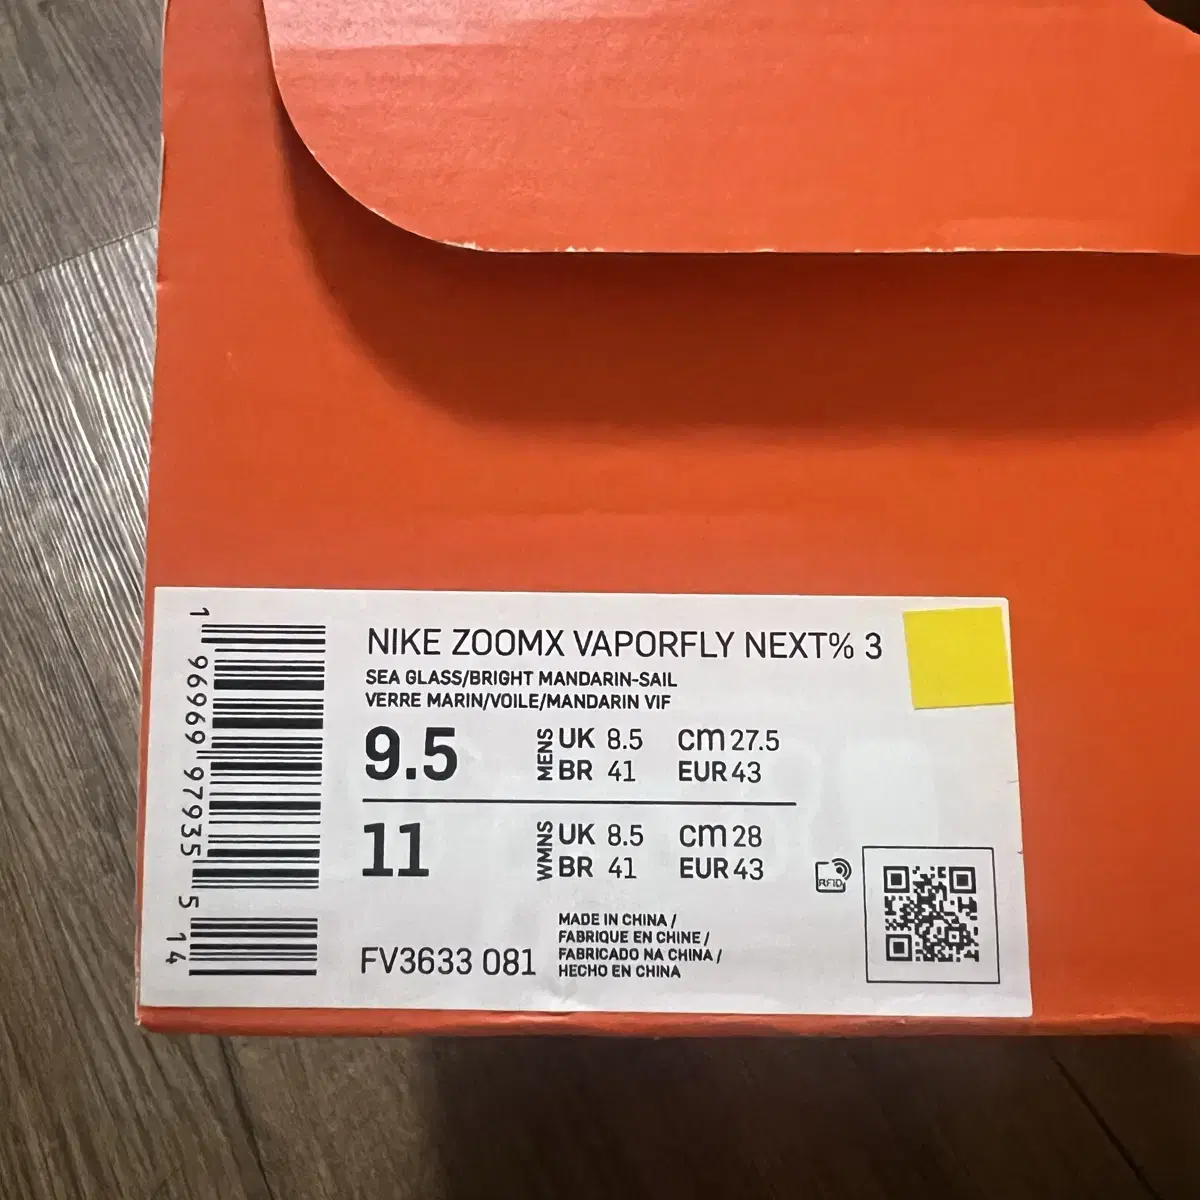 NIKE ZOOMX VAPORFLY NEXT% 3
SEA GLASS/BRIGHT MANDARIN-SAIL
VERRE MARIN/VOILE/MANDARIN VIF
9.5 MENS UK 8.5 CM 27.5
BR 41 EUR 43
11 WMNS UK 8.5 CM 28
BR 41 EUR 43
RFID
MADE IN CHINA /
FABRIQUE EN CHINE /
FABRICADO NA CHINA /
HECHO EN CHINA
FV3633 081
1 96969 97935 5 14